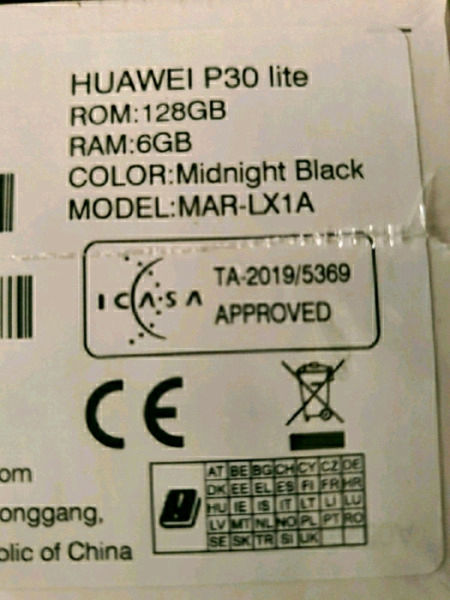 HUAWEI P30 lite
ROM:128GB
RAM:6GB
COLOR:Midnight Black
MODEL:MAR-LX1A
ICASA
TA-2019/5369
APPROVED
CE
AT BE BG CH CY CZ DE
DK EE EL ES FI FR HR
HU IE IS IT LT LI LU
LV MT NL NO PL PT RO
SE SK TR SI UK
om
onggang,
olic of China